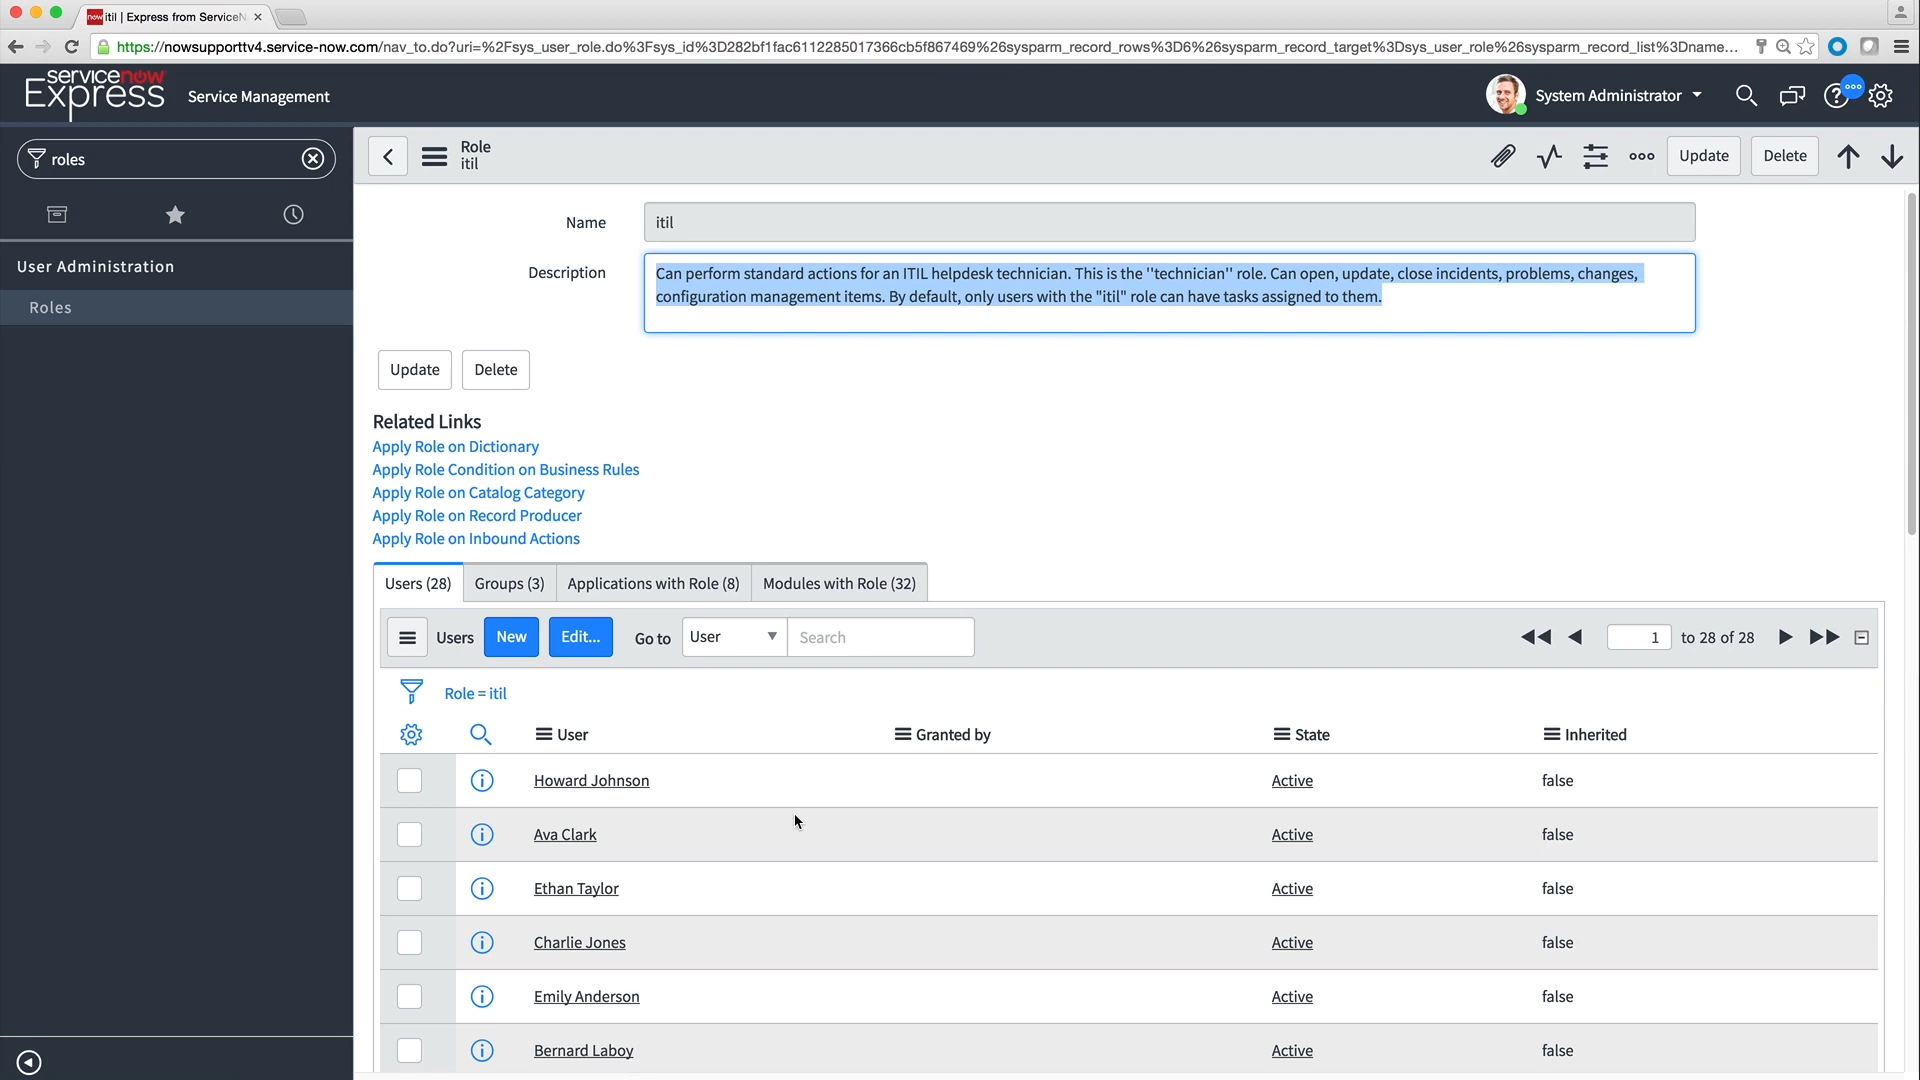 now itil | Express from ServiceN
https://nowsupporttv4.service-now.com/nav_to.do?uri=%2Fsys_user_role.do%3Fsys_id%3D282bf1fac6112285017366cb5f867469%26sysparm_record_rows%3D6%26sysparm_record_target%3Dsys_user_role%26sysparm_record_list%3Dname...
servicenow
Express
Service Management
System Administrator
roles
User Administration
Roles
Role
itil
Update
Delete
Name
itil
Description
Can perform standard actions for an ITIL helpdesk technician. This is the ''technician'' role. Can open, update, close incidents, problems, changes,
configuration management items. By default, only users with the "itil" role can have tasks assigned to them.
Update
Delete
Related Links
Apply Role on Dictionary
Apply Role Condition on Business Rules
Apply Role on Catalog Category
Apply Role on Record Producer
Apply Role on Inbound Actions
Users (28)
Groups (3)
Applications with Role (8)
Modules with Role (32)
Users
New
Edit...
Go to
User
Search
1
to 28 of 28
Role = itil
User
Granted by
State
Inherited
Howard Johnson
Active
false
Ava Clark
Active
false
Ethan Taylor
Active
false
Charlie Jones
Active
false
Emily Anderson
Active
false
Bernard Laboy
Active
false